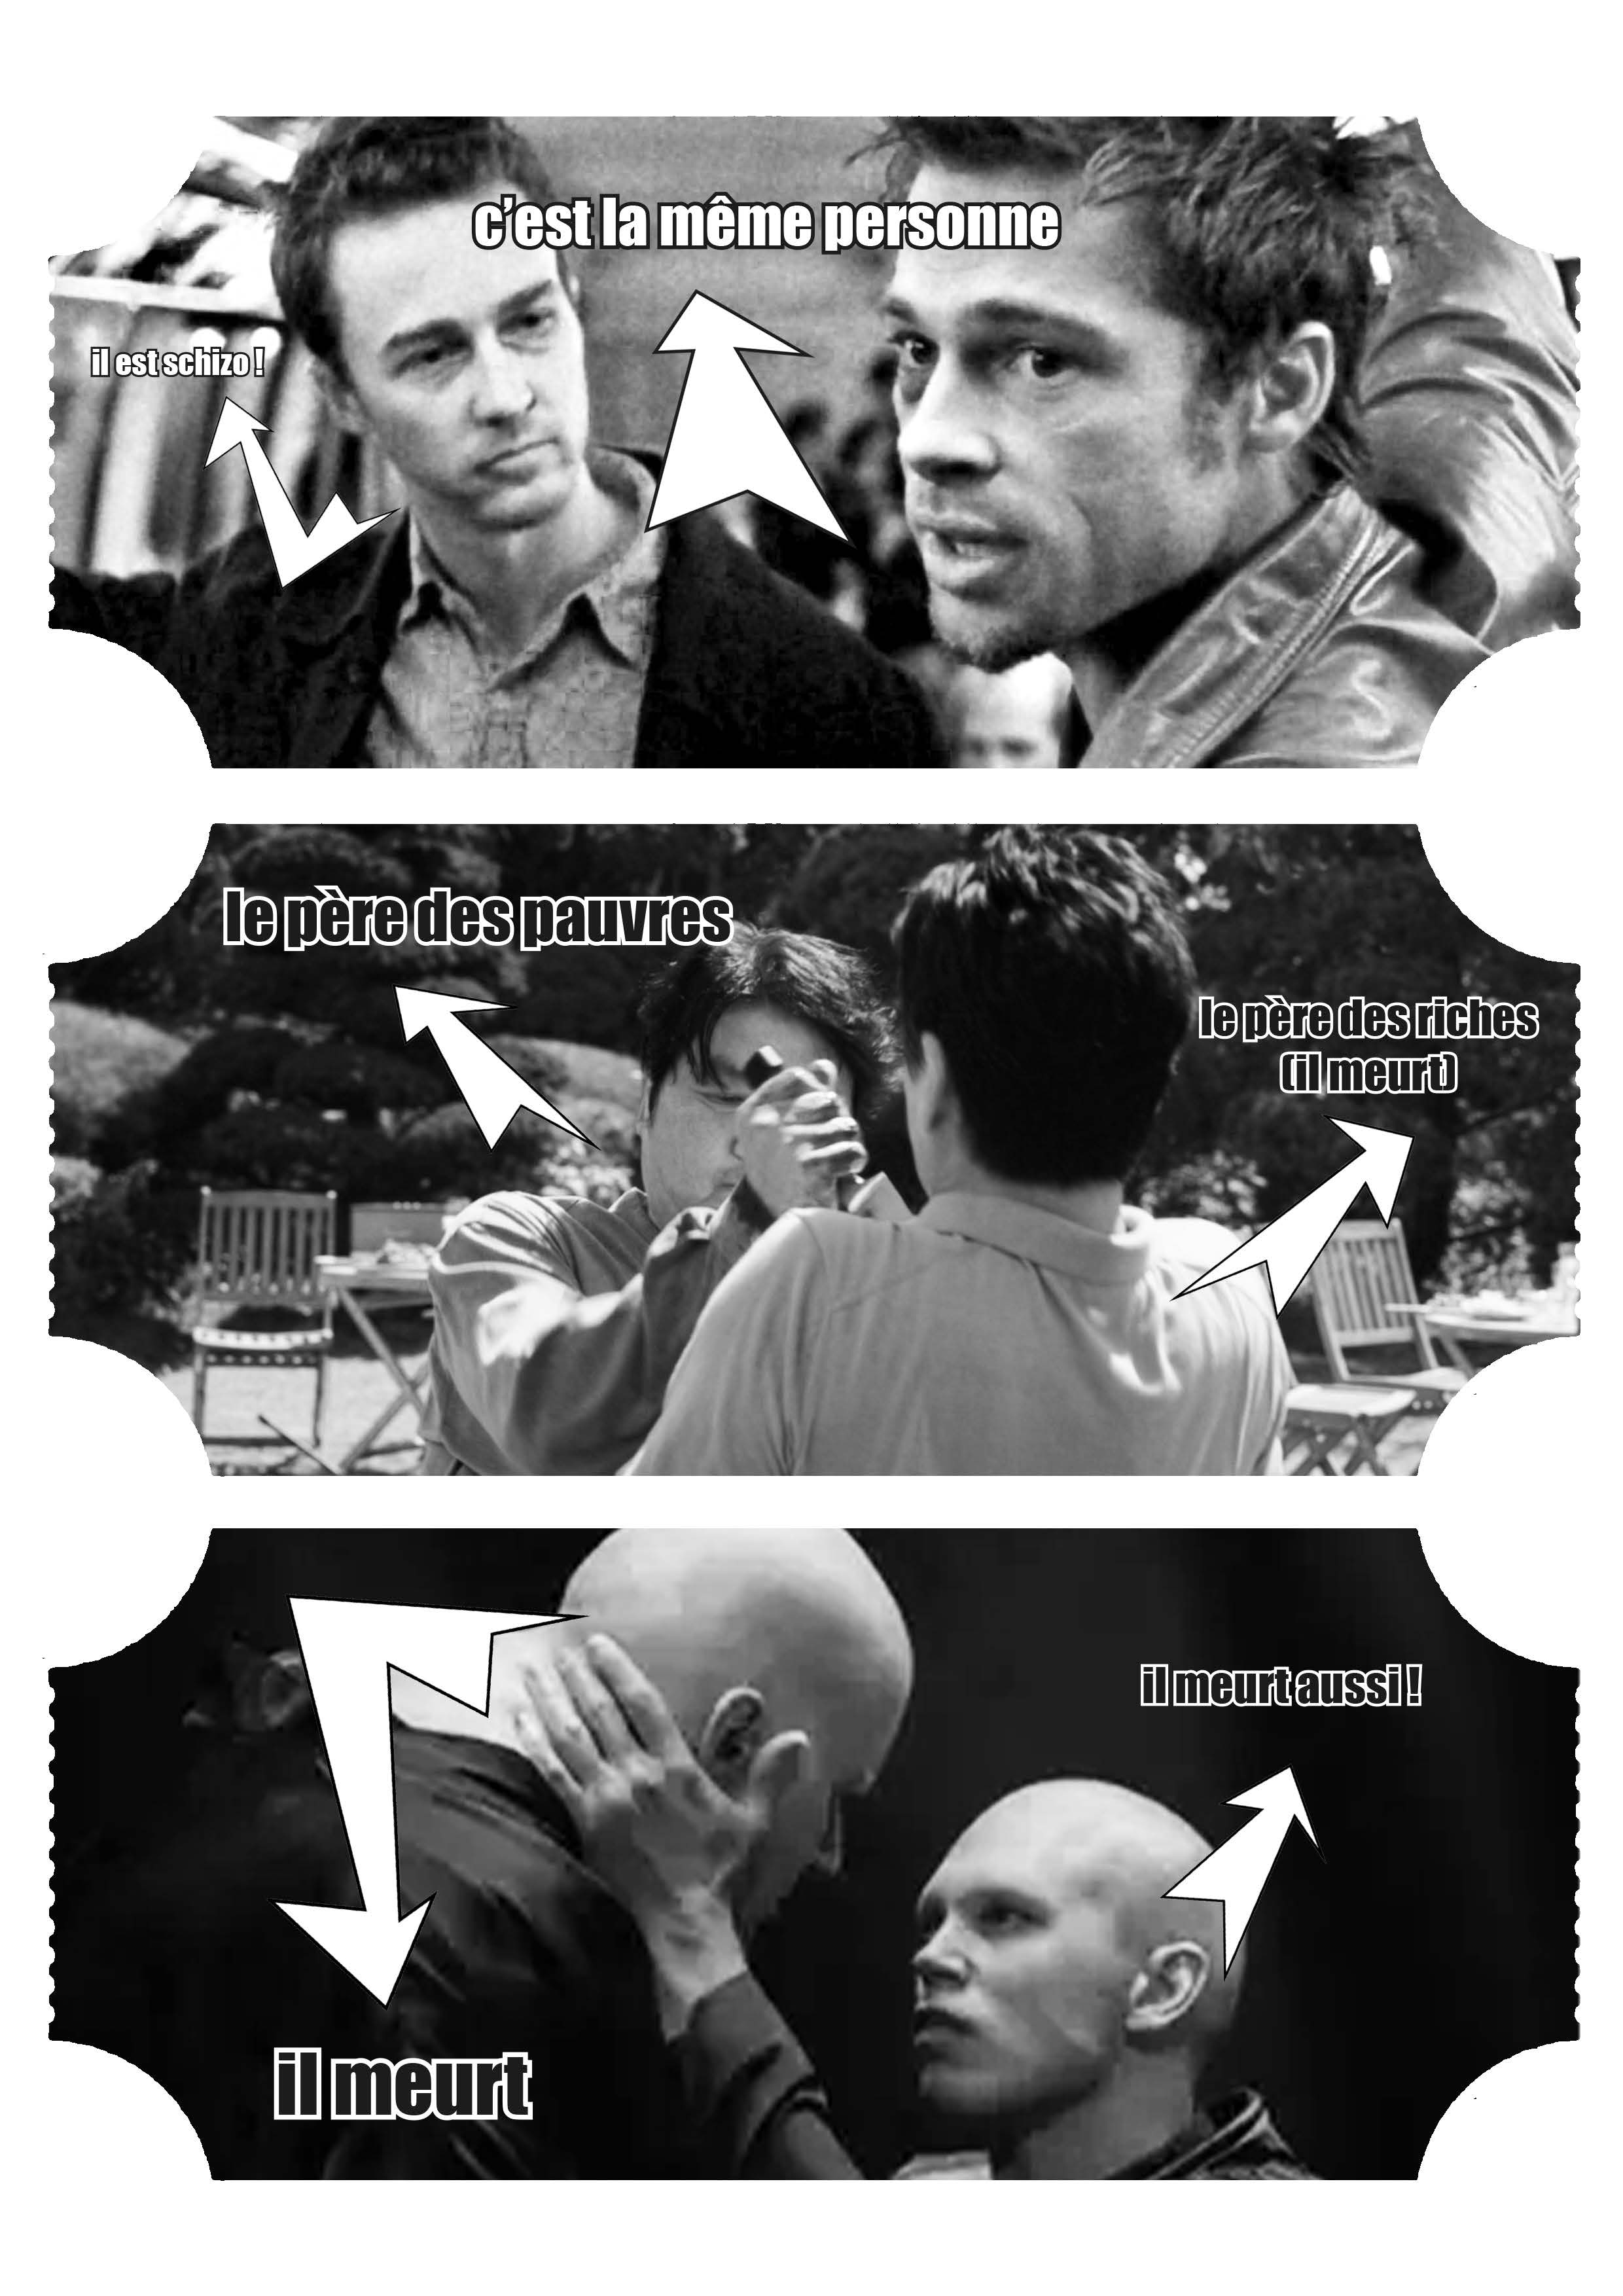 c'est la même personne
il est schizo !
le père des pauvres
le père des riches
(il meurt)
il meurt aussi !
il meurt